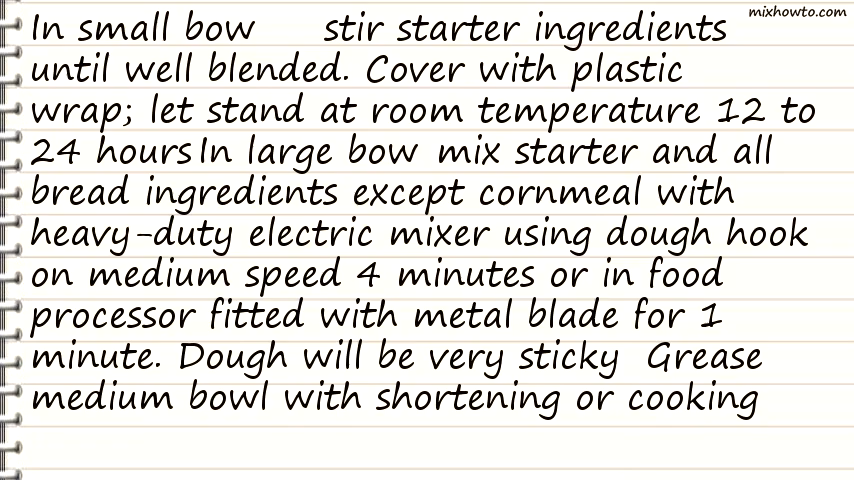 mixhowto.com
In small bow stir starter ingredients
until well blended. Cover with plastic
wrap; let stand at room temperature 12 to
24 hours In large bow mix starter and all
bread ingredients except cornmeal with
heavy-duty electric mixer using dough hook
on medium speed 4 minutes or in food
processor fitted with metal blade for 1
minute. Dough will be very sticky Grease
medium bowl with shortening or cooking